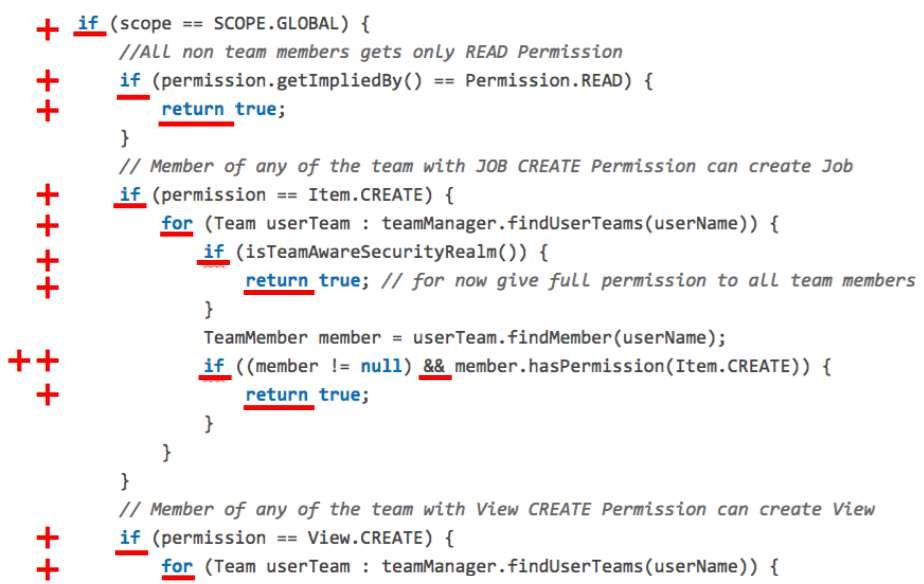 + if (scope == SCOPE.GLOBAL) {
//All non team members gets only READ Permission
+ if (permission.getImpliedBy() == Permission.READ) {
+ return true;
}
// Member of any of the team with JOB CREATE Permission can create Job
+ if (permission == Item.CREATE) {
+ for (Team userTeam : teamManager.findUserTeams(userName)) {
+ if (isTeamAwareSecurityRealm()) {
+ return true; // for now give full permission to all team members
}
TeamMember member = userTeam.findMember(userName);
++ if ((member != null) && member.hasPermission(Item.CREATE)) {
+ return true;
}
}
}
// Member of any of the team with View CREATE Permission can create View
+ if (permission == View.CREATE) {
+ for (Team userTeam : teamManager.findUserTeams(userName)) {